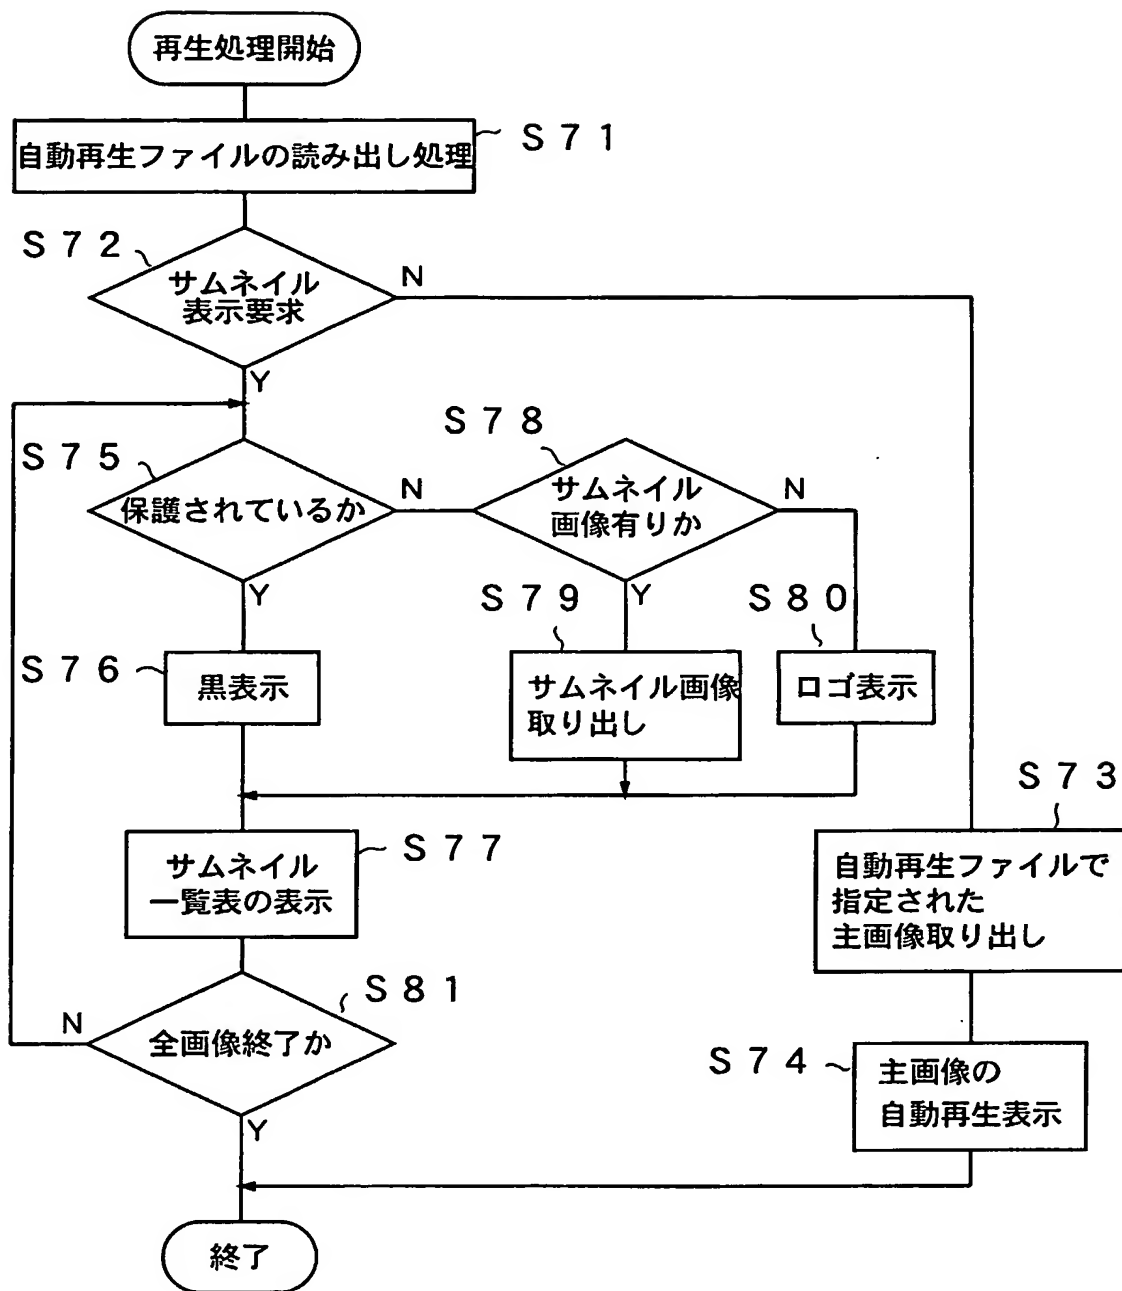 再生処理開始
自動再生ファイルの読み出し処理
S71
S72
サムネイル
表示要求
N
Y
S75
保護されているか
N
Y
S78
サムネイル
画像有りか
N
Y
S76
黒表示
S79
サムネイル画像
取り出し
S80
ロゴ表示
S77
サムネイル
一覧表の表示
S73
自動再生ファイルで
指定された
主画像取り出し
S81
全画像終了か
N
Y
S74
主画像の
自動再生表示
終了